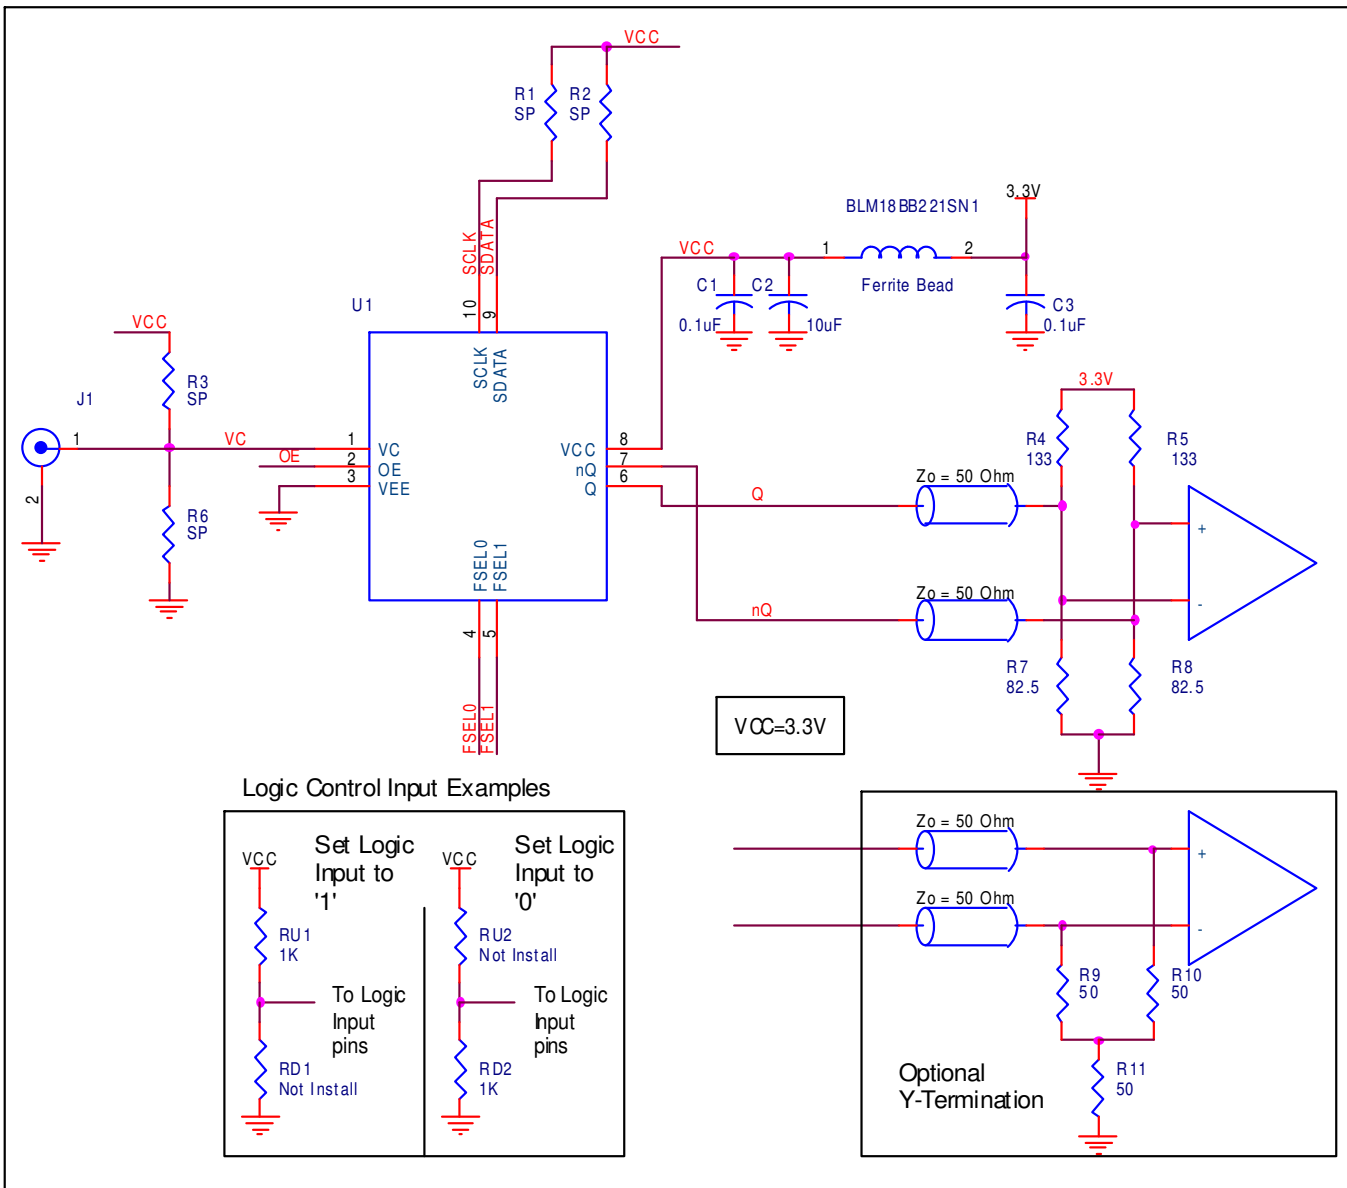 VCC
R1
SP
R2
SP
3.3V
BLM18BB221SN1
SCLK
SDATA
VCC
1
2
C1
0.1uF
C2
10uF
Ferrite Bead
C3
0.1uF
U1
10
9
VCC
SCLK
SDATA
R3
SP
J1
1
VC
1
VC
OE
2
OE
3
VEE
VCC
8
nQ
7
Q
6
2
R6
SP
FSEL0
FSEL1
4
5
FSEL0
FSEL1
3.3V
R4
133
R5
133
Zo = 50 Ohm
Q
+
-
Zo = 50 Ohm
nQ
R7
82.5
R8
82.5
VCC=3.3V
Logic Control Input Examples
VCC
Set Logic
Input to
'1'
RU1
1K
To Logic
Input
pins
RD1
Not Install
VCC
Set Logic
Input to
'0'
RU2
Not Install
To Logic
Input
pins
RD2
1K
Zo = 50 Ohm
+
Zo = 50 Ohm
-
R9
50
R10
50
R11
50
Optional
Y-Termination